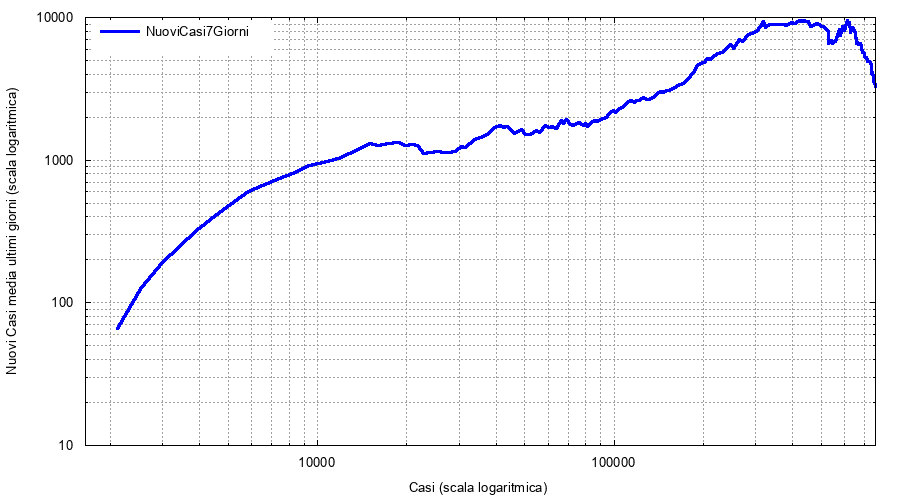 10000
NuoviCasi7Giorni
1000
100
10
Nuovi Casi media ultimi giorni (scala logaritmica)
10000
100000
Casi (scala logaritmica)